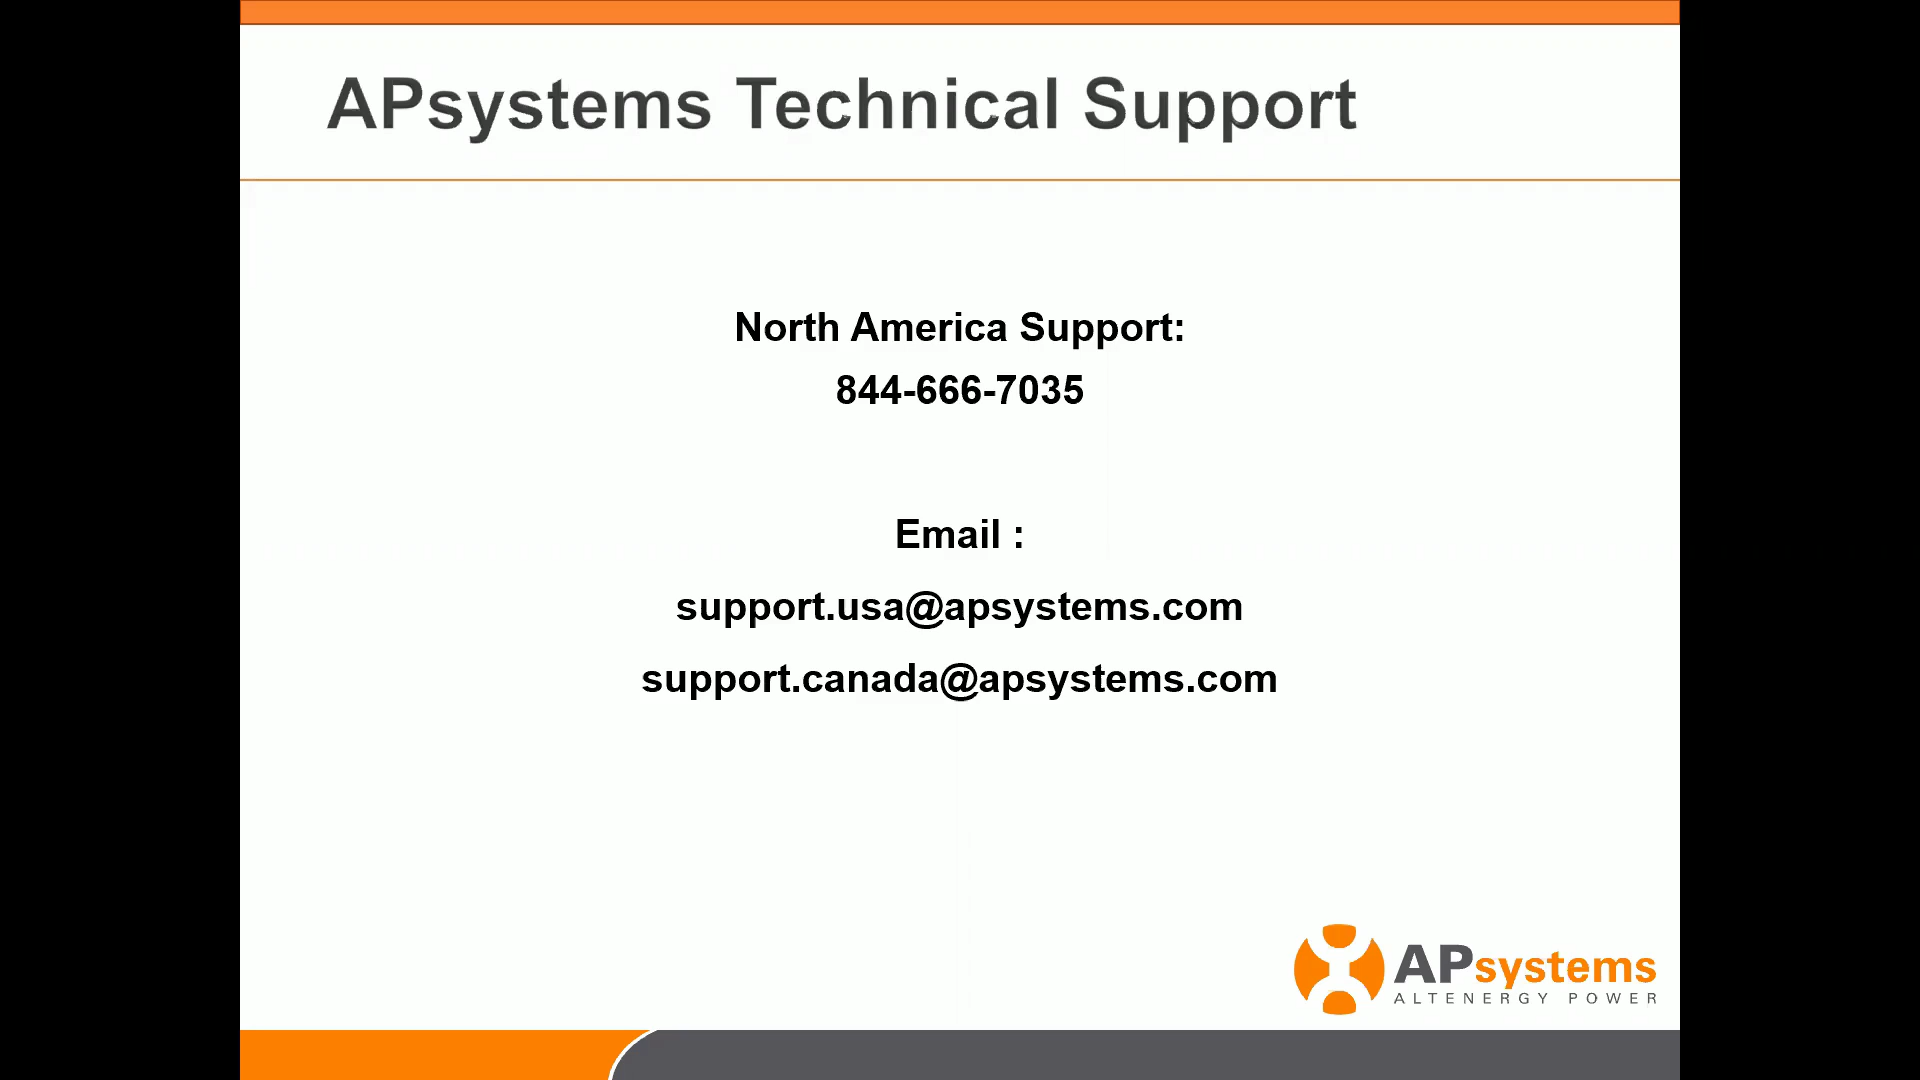 APsystems Technical Support
North America Support:
844-666-7035
Email :
support.usa@apsystems.com
support.canada@apsystems.com
APsystems
ALTENERGY POWER